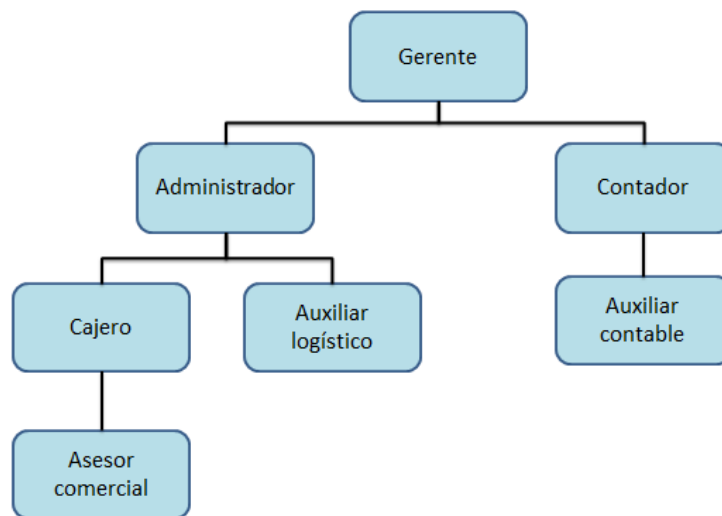 Gerente
Administrador
Contador
Cajero
Auxiliar
logístico
Auxiliar
contable
Asesor
comercial